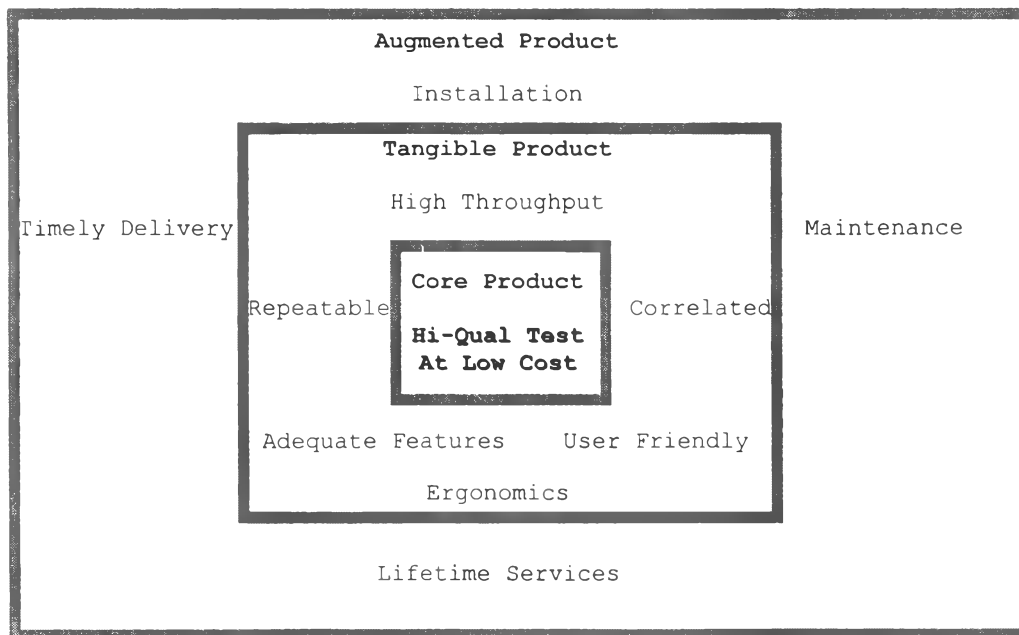 Augmented Product
Installation
Tangible Product
High Throughput
Timely Delivery
Maintenance
Core Product
Repeatable
Correlated
Hi-Qual Test
At Low Cost
Adequate Features User Friendly
Ergonomics
Lifetime Services